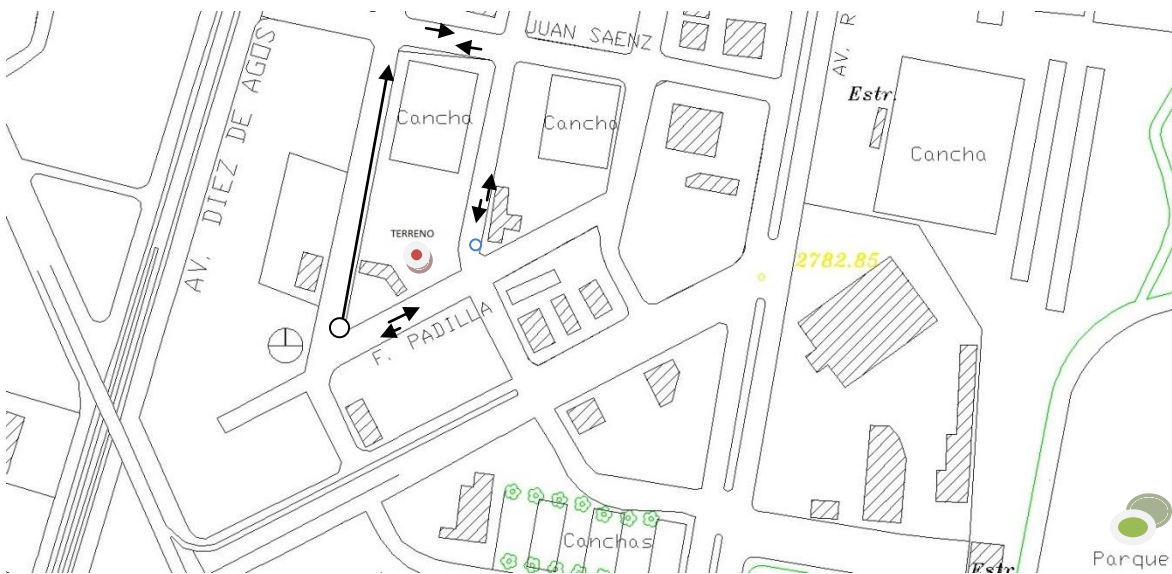 JUAN SAENZ
AV. R
AV. DIEZ DE AGOS
Estr.
Cancha
Cancha
Cancha
TERRENO
2782.85
F. PADILLA
Canchas
Parque
Estr